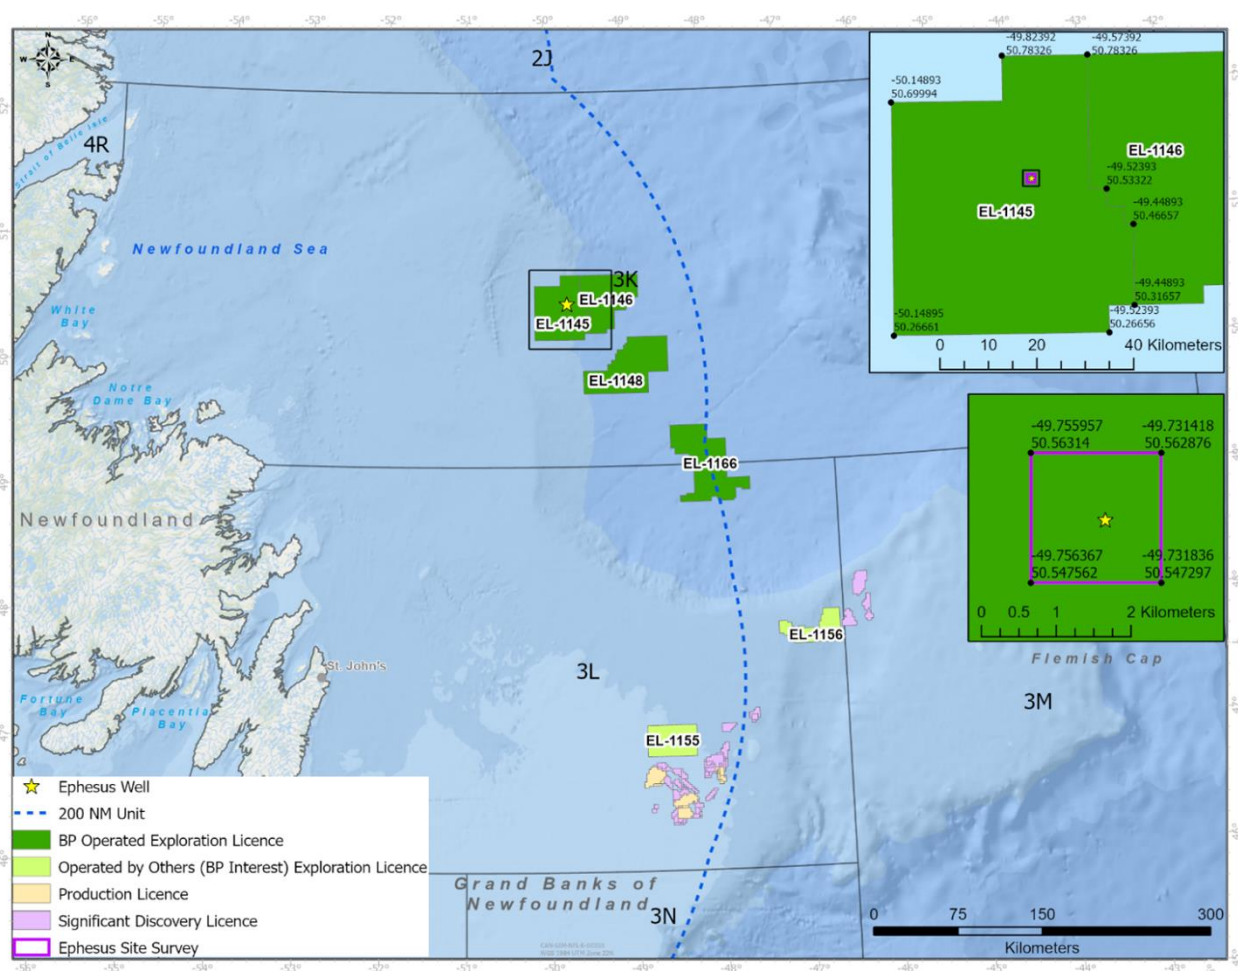 -56°
-55°
-54°
-53°
-52°
-51°
-50°
-49°
-48°
-47°
-46°
-45°
-44°
-43°
-42°
N
W
E
S
2J
4R
Strait of Belle Isle
Newfoundland Sea
White
Bay
Notre
Dame Bay
Newfoundland
St. John's
Fortune
Bay
Placentia
Bay
3K
EL-1146
EL-1145
EL-1148
EL-1166
EL-1156
EL-1155
3L
3M
3N
Flemish Cap
Grand Banks of
Newfoundland
-49.82392
50.78326
-49.57392
50.78326
-50.14893
50.69994
EL-1146
-49.52393
50.53322
EL-1145
-49.44893
50.46657
-49.44893
50.31657
-49.52393
50.26656
-50.14895
50.26661
0 10 20 40 Kilometers
-49.755957
50.56314
-49.731418
50.562876
-49.756367
50.547562
-49.731836
50.547297
0 0.5 1 2 Kilometers
Ephesus Well
200 NM Unit
BP Operated Exploration Licence
Operated by Others (BP Interest) Exploration Licence
Production Licence
Significant Discovery Licence
Ephesus Site Survey
0 75 150 300
Kilometers
52°
51°
50°
49°
48°
47°
46°